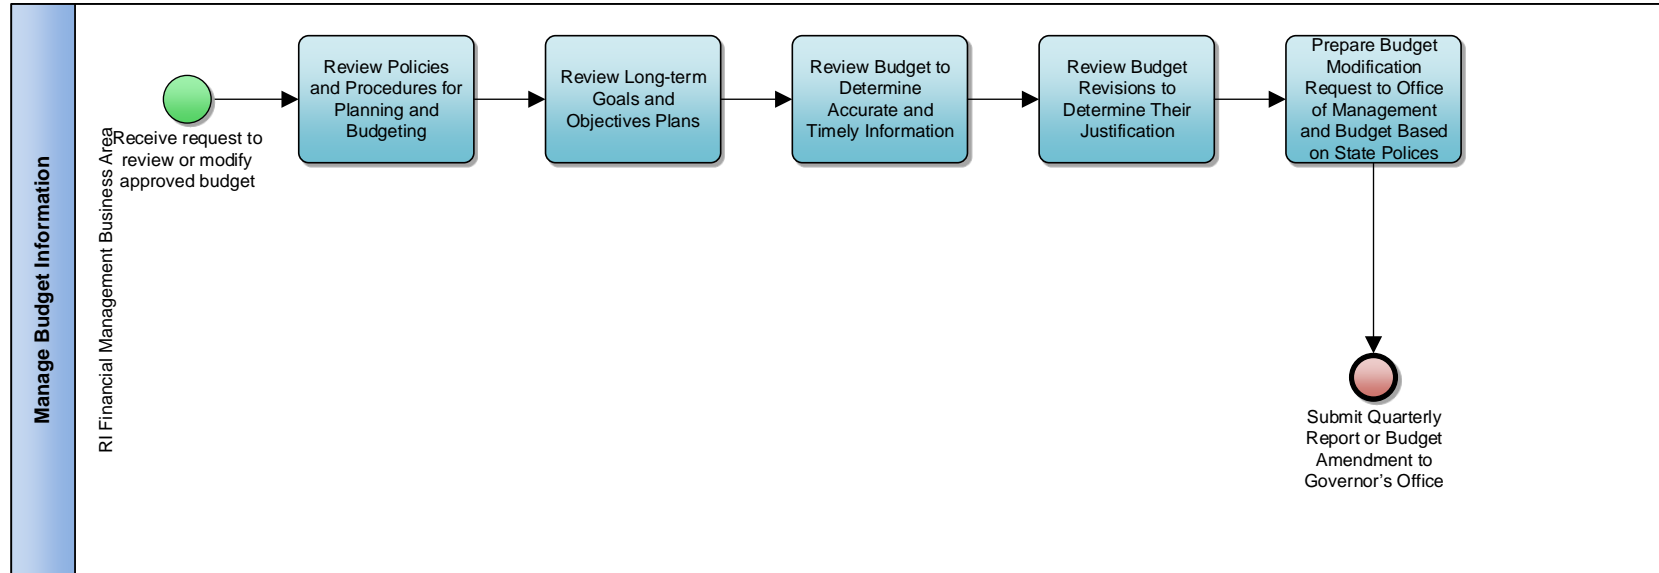 Manage Budget Information
RI Financial Management Business Area
Receive request to
review or modify
approved budget
Review Policies
and Procedures for
Planning and
Budgeting
Review Long-term
Goals and
Objectives Plans
Review Budget to
Determine
Accurate and
Timely Information
Review Budget
Revisions to
Determine Their
Justification
Prepare Budget
Modification
Request to Office
of Management
and Budget Based
on State Polices
Submit Quarterly
Report or Budget
Amendment to
Governor’s Office